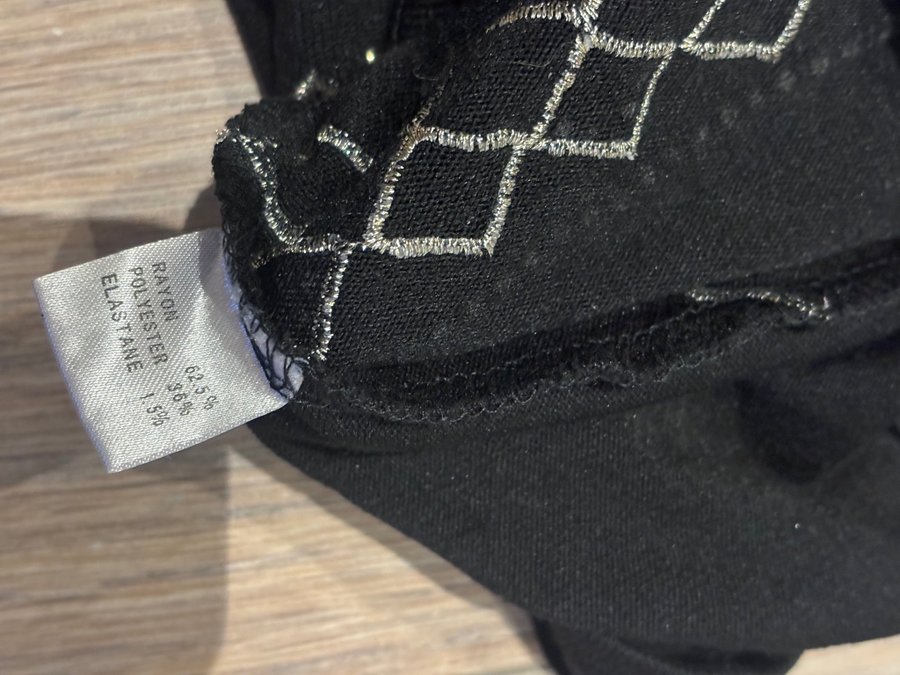 RAYON 62.5%
POLYESTER 36%
ELASTANE 1.5%